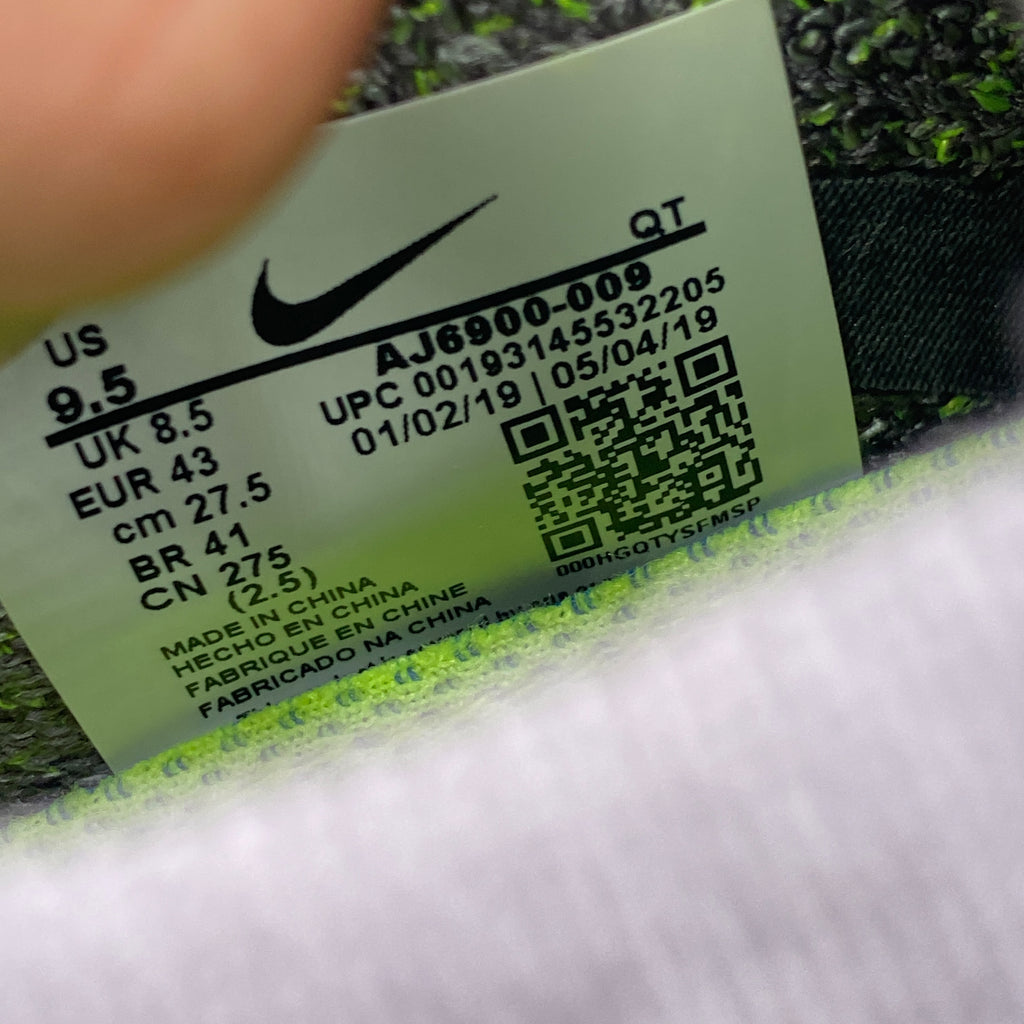 QT
US
9.5
AJ6900-009
UPC 00193145532205
01/02/19 | 05/04/19
UK 8.5
EUR 43
cm 27.5
BR 41
CN 275
(2.5)
000HGQTYSFMSP
MADE IN CHINA
HECHO EN CHINA
FABRIQUE EN CHINE
FABRICADO NA CHINA